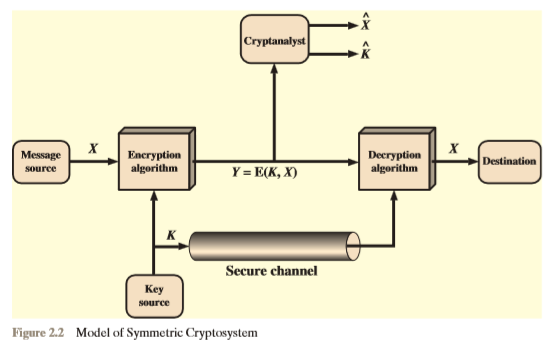 X̂
Cryptanalyst
K̂
Message
source
X
Encryption
algorithm
Y = E(K, X)
Decryption
algorithm
X
Destination
K
Secure channel
Key
source
Figure 2.2 Model of Symmetric Cryptosystem